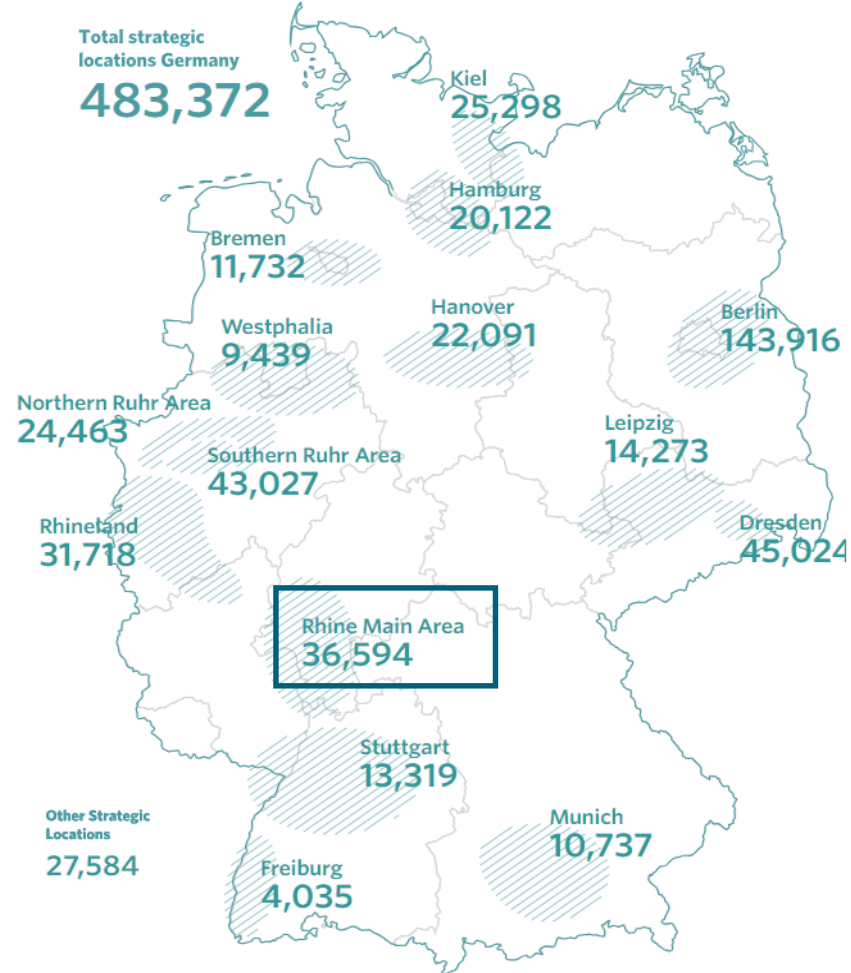 Total strategic
locations Germany
483,372
Kiel
25,298
Hamburg
20,122
Bremen
11,732
Hanover
22,091
Berlin
143,916
Westphalia
9,439
Northern Ruhr Area
24,463
Leipzig
14,273
Southern Ruhr Area
43,027
Rhineland
31,718
Dresden
45,024
Rhine Main Area
36,594
Stuttgart
13,319
Other Strategic
Locations
27,584
Munich
10,737
Freiburg
4,035